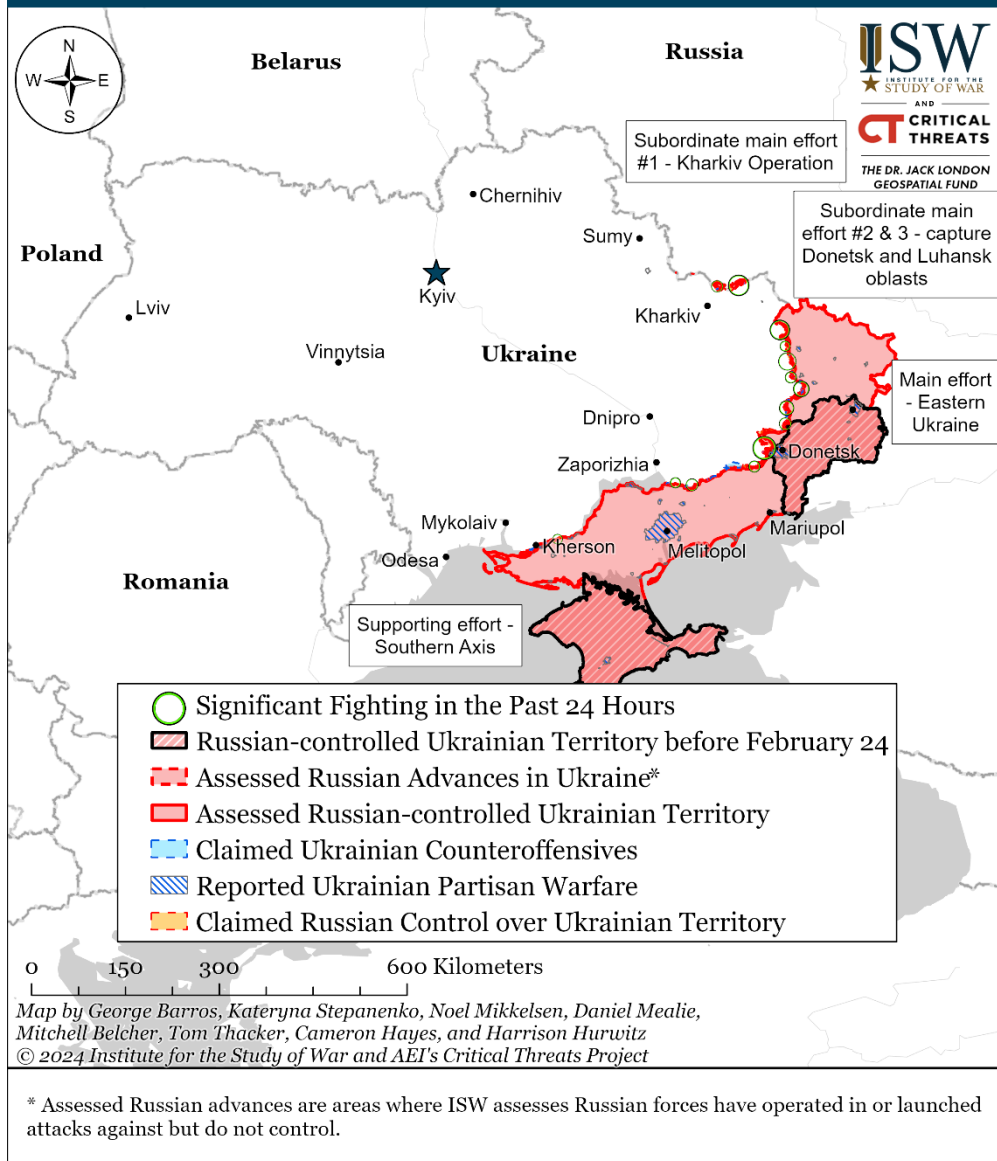 N
W
E
S
Belarus
Russia
ISW
INSTITUTE FOR THE
STUDY OF WAR
AND
CT CRITICAL
THREATS
THE DR. JACK LONDON
GEOSPATIAL FUND
Subordinate main effort
#1 - Kharkiv Operation
Subordinate main
effort #2 & 3 - capture
Donetsk and Luhansk
oblasts
Chernihiv
Sumy
Poland
Kyiv
Lviv
Kharkiv
Vinnytsia
Ukraine
Main effort
- Eastern
Ukraine
Dnipro
Donetsk
Zaporizhia
Mykolaiv
Mariupol
Kherson
Melitopol
Odesa
Romania
Supporting effort -
Southern Axis
Significant Fighting in the Past 24 Hours
Russian-controlled Ukrainian Territory before February 24
Assessed Russian Advances in Ukraine*
Assessed Russian-controlled Ukrainian Territory
Claimed Ukrainian Counteroffensives
Reported Ukrainian Partisan Warfare
Claimed Russian Control over Ukrainian Territory
0 150 300 600 Kilometers
Map by George Barros, Kateryna Stepanenko, Noel Mikkelsen, Daniel Mealie,
Mitchell Belcher, Tom Thacker, Cameron Hayes, and Harrison Hurwitz
© 2024 Institute for the Study of War and AEI's Critical Threats Project
* Assessed Russian advances are areas where ISW assesses Russian forces have operated in or launched
attacks against but do not control.